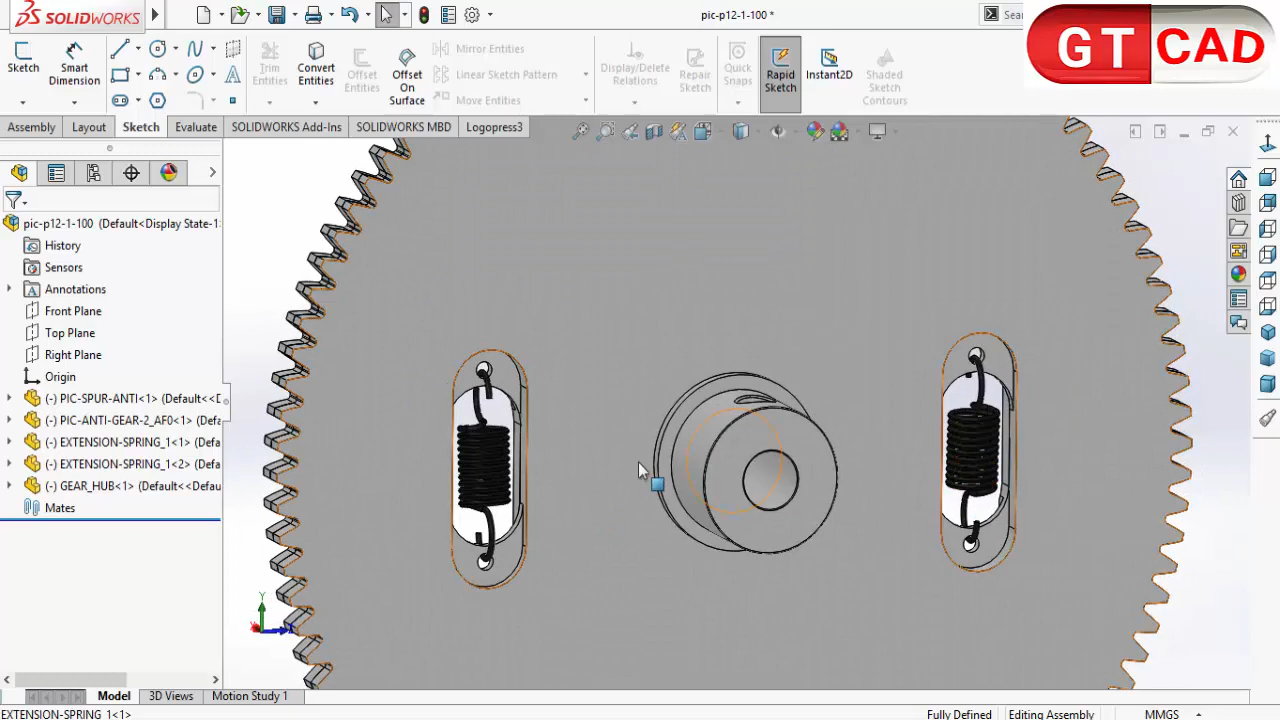 SOLIDWORKS
pic-p12-1-100 *
Sear
GT CAD
Sketch
Smart Dimension
Trim Entities
Convert Entities
Offset Entities
Offset On Surface
Mirror Entities
Linear Sketch Pattern
Move Entities
Display/Delete Relations
Repair Sketch
Quick Snaps
Rapid Sketch
Instant2D
Shaded Sketch Contours
Assembly
Layout
Sketch
Evaluate
SOLIDWORKS Add-Ins
SOLIDWORKS MBD
Logopress3
pic-p12-1-100 (Default<Display State-1>
History
Sensors
Annotations
Front Plane
Top Plane
Right Plane
Origin
(-) PIC-SPUR-ANTI<1> (Default<<D
(-) PIC-ANTI-GEAR-2_AF0<1> (Defa
(-) EXTENSION-SPRING_1<1> (Defa
(-) EXTENSION-SPRING_1<2> (Defa
(-) GEAR_HUB<1> (Default<<Defau
Mates
Y
Model
3D Views
Motion Study 1
EXTENSION-SPRING_1<1>
Fully Defined
Editing Assembly
MMGS